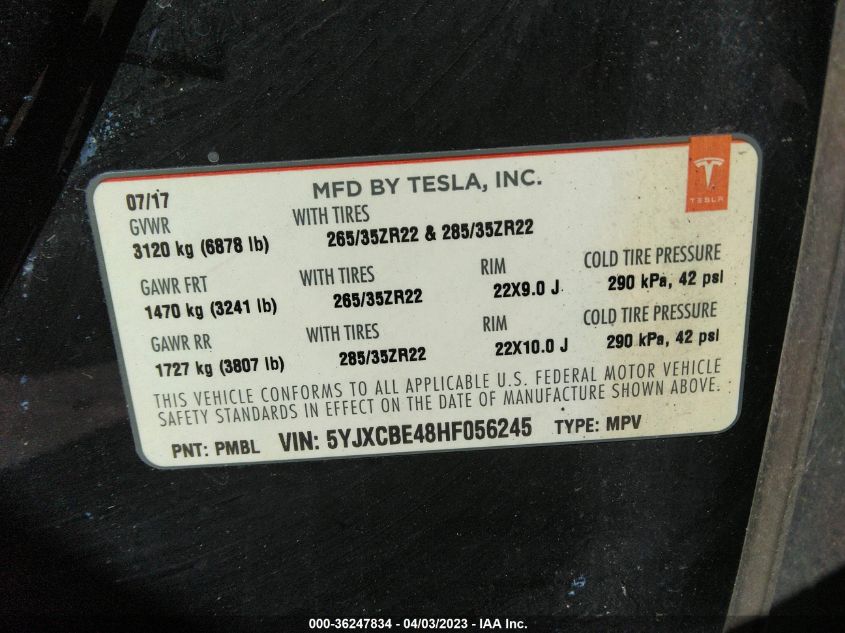 MFD BY TESLA, INC.
TESLA
07/17
GVWR WITH TIRES
3120 kg (6878 lb) 265/35ZR22 & 285/35ZR22
GAWR FRT WITH TIRES RIM COLD TIRE PRESSURE
1470 kg (3241 lb) 265/35ZR22 22X9.0 J 290 kPa, 42 psi
GAWR RR WITH TIRES RIM COLD TIRE PRESSURE
1727 kg (3807 lb) 285/35ZR22 22X10.0 J 290 kPa, 42 psi
THIS VEHICLE CONFORMS TO ALL APPLICABLE U.S. FEDERAL MOTOR VEHICLE
SAFETY STANDARDS IN EFFECT ON THE DATE OF MANUFACTURE SHOWN ABOVE.
PNT: PMBL VIN: 5YJXCBE48HF056245 TYPE: MPV
000-36247834 - 04/03/2023 - IAA Inc.